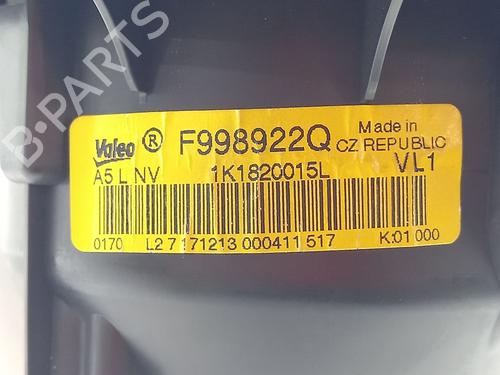 B-PARTS
Valeo ® F998922Q Made in
CZ REPUBLIC
A5 L NV 1K1820015L VL1
0170 L2 7 171213 000411 517 K:01 000